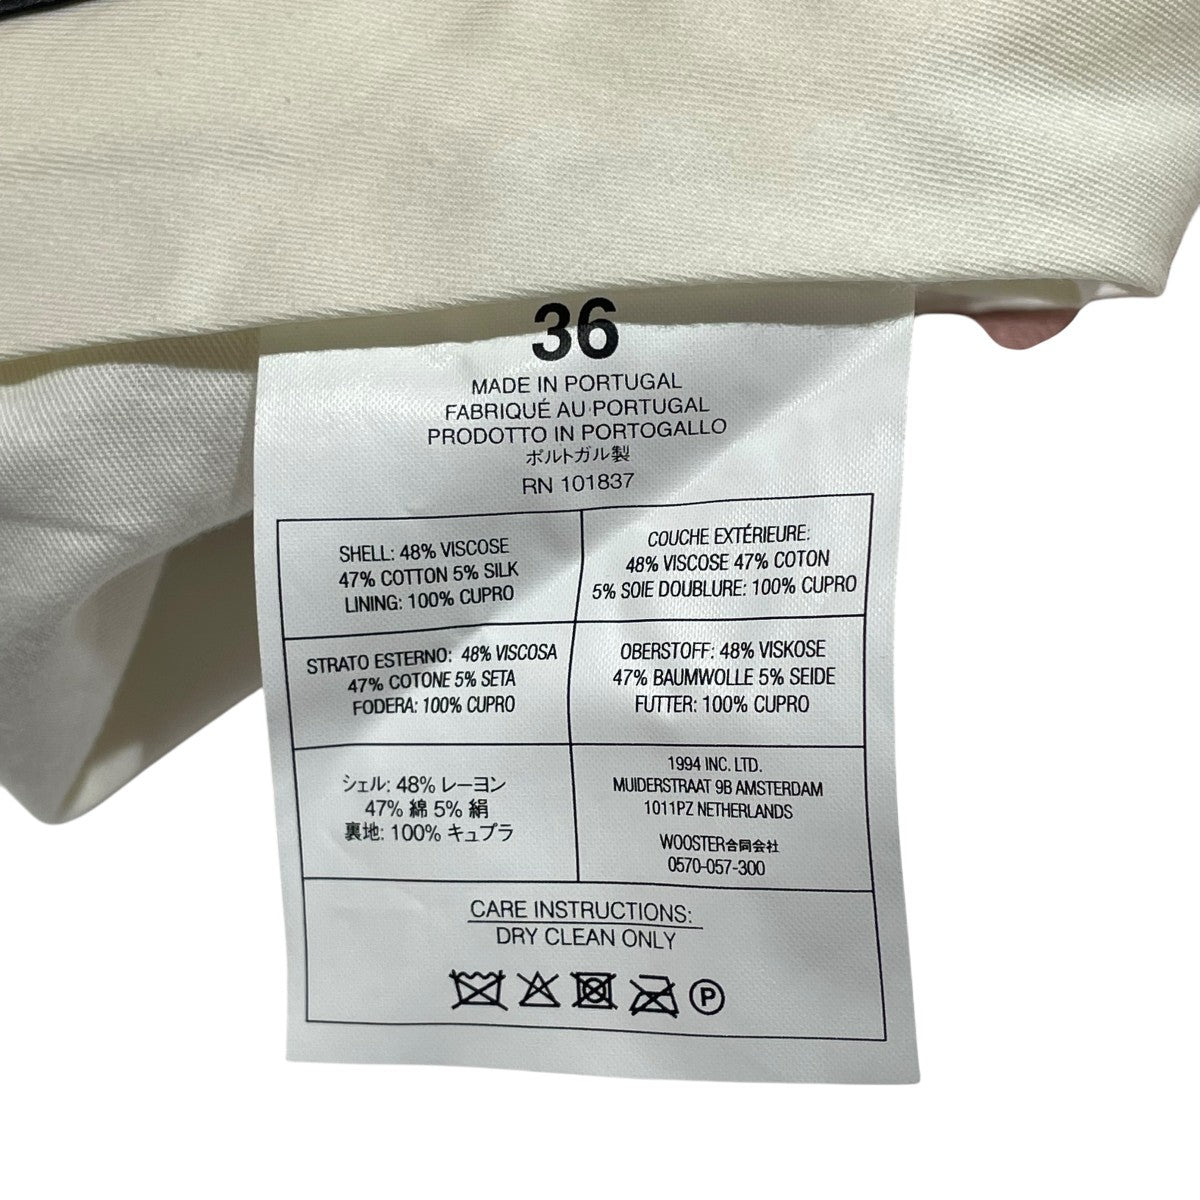 36
MADE IN PORTUGAL
FABRIQUÉ AU PORTUGAL
PRODOTTO IN PORTOGALLO
ポルトガル製
RN 101837
SHELL: 48% VISCOSE
47% COTTON 5% SILK
LINING: 100% CUPRO
COUCHE EXTÉRIEURE:
48% VISCOSE 47% COTON
5% SOIE DOUBLURE: 100% CUPRO
STRATO ESTERNO: 48% VISCOSA
47% COTONE 5% SETA
FODERA: 100% CUPRO
OBERSTOFF: 48% VISKOSE
47% BAUMWOLLE 5% SEIDE
FUTTER: 100% CUPRO
シェル: 48% レーヨン
47% 綿 5% 絹
裏地: 100% キュプラ
1994 INC. LTD.
MUIDERSTRAAT 9B AMSTERDAM
1011PZ NETHERLANDS
WOOSTER合同会社
0570-057-300
CARE INSTRUCTIONS:
DRY CLEAN ONLY
P